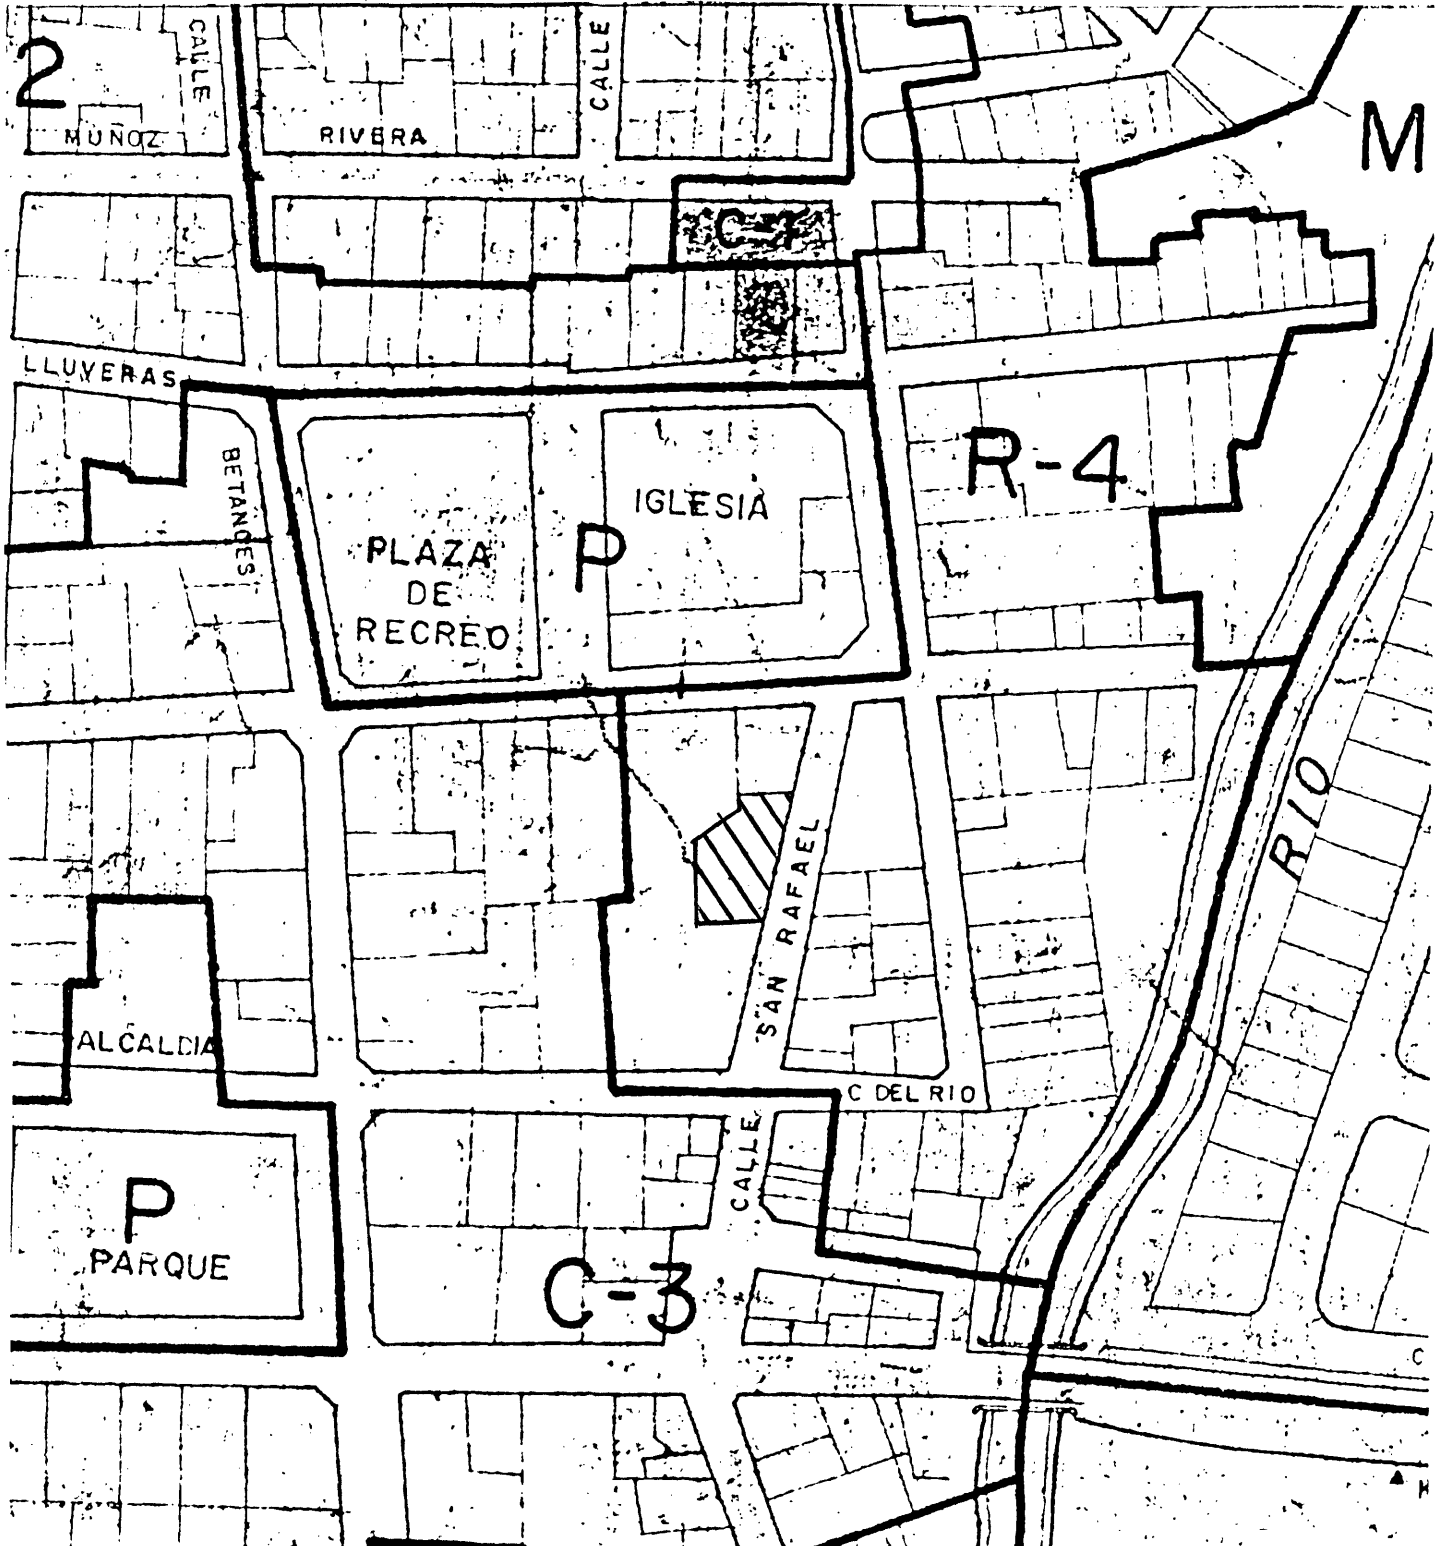 2
CALLE
CALLE
MUÑOZ
RIVERA
M
C-1
LLUVERAS
BETANCES
R-4
IGLESIA
P
PLAZA
DE
RECREO
RIO
SAN RAFAEL
ALCALDIA
C DEL RIO
CALLE
P
PARQUE
C-3
C